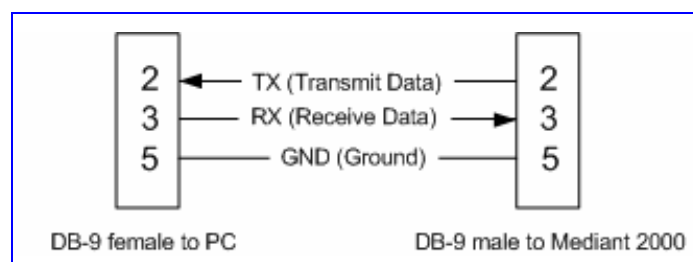 2 TX (Transmit Data) 2
3 RX (Receive Data) 3
5 GND (Ground) 5
DB-9 female to PC DB-9 male to Mediant 2000